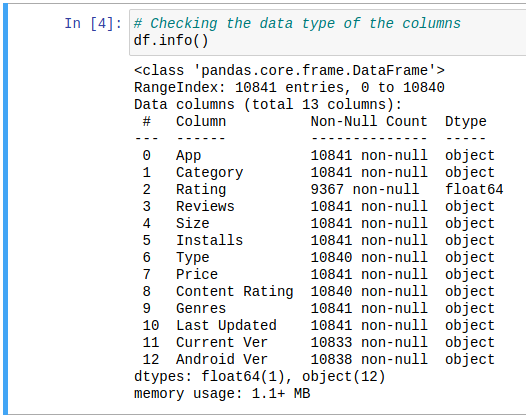 In [4]: # Checking the data type of the columns
df.info()
<class 'pandas.core.frame.DataFrame'>
RangeIndex: 10841 entries, 0 to 10840
Data columns (total 13 columns):
 #   Column          Non-Null Count  Dtype
---  ------          --------------  -----
 0   App             10841 non-null  object
 1   Category        10841 non-null  object
 2   Rating          9367 non-null   float64
 3   Reviews         10841 non-null  object
 4   Size            10841 non-null  object
 5   Installs        10841 non-null  object
 6   Type            10840 non-null  object
 7   Price           10841 non-null  object
 8   Content Rating  10840 non-null  object
 9   Genres          10841 non-null  object
 10  Last Updated    10841 non-null  object
 11  Current Ver     10833 non-null  object
 12  Android Ver     10838 non-null  object
dtypes: float64(1), object(12)
memory usage: 1.1+ MB